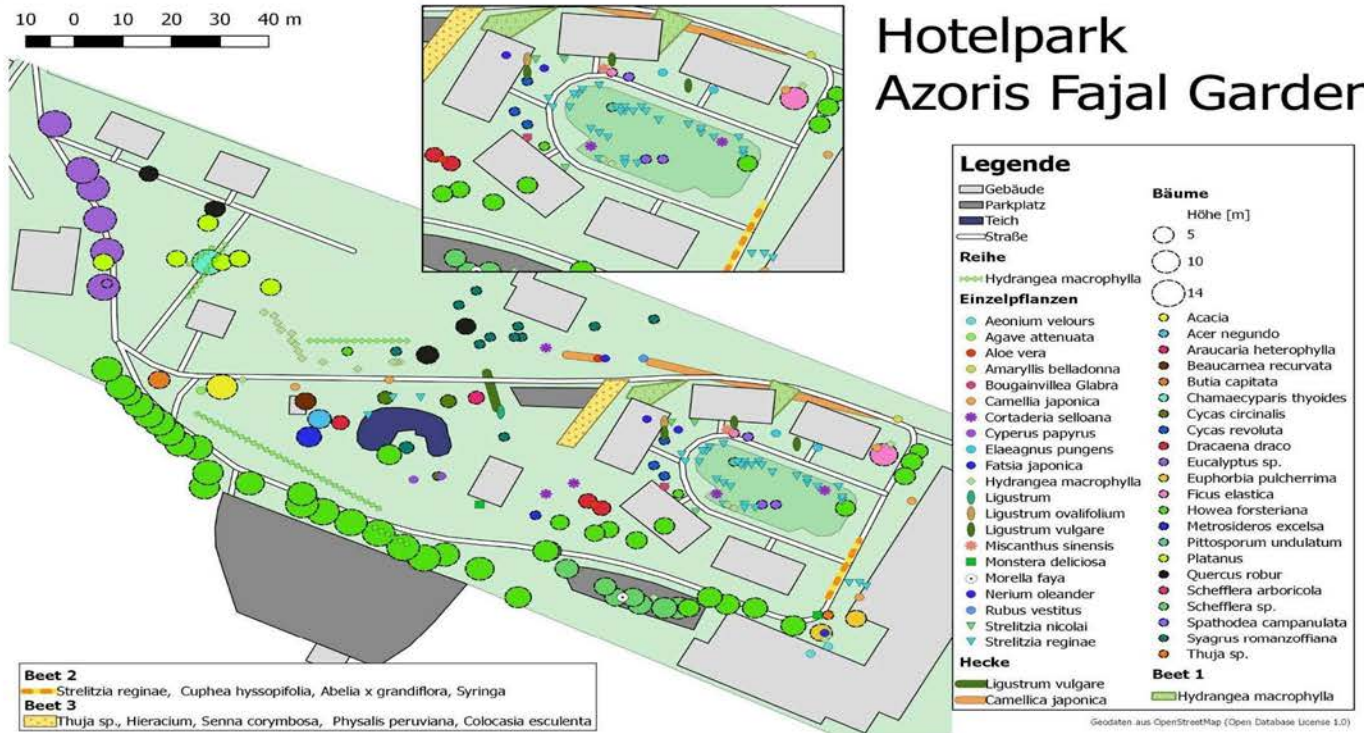 10 0 10 20 30 40 m
Hotelpark
Azoris Fajal Garden
Legende
Gebäude
Parkplatz
Teich
Straße
Reihe
Hydrangea macrophylla
Einzelpflanzen
Aeonium velours
Agave attenuata
Aloe vera
Amaryllis belladonna
Bougainvillea Glabra
Camellia japonica
Cortaderia selloana
Cyperus papyrus
Elaeagnus pungens
Fatsia japonica
Hydrangea macrophylla
Ligustrum
Ligustrum ovalifolium
Ligustrum vulgare
Miscanthus sinensis
Monstera deliciosa
Morella faya
Nerium oleander
Rubus vestitus
Strelitzia nicolai
Strelitzia reginae
Hecke
Ligustrum vulgare
Camellica japonica
Bäume
Höhe [m]
5
10
14
Acacia
Acer negundo
Araucaria heterophylla
Beaucarnea recurvata
Butia capitata
Chamaecyparis thyoides
Cycas circinalis
Cycas revoluta
Dracaena draco
Eucalyptus sp.
Euphorbia pulcherrima
Ficus elastica
Howea forsteriana
Metrosideros excelsa
Pittosporum undulatum
Platanus
Quercus robur
Schefflera arboricola
Schefflera sp.
Spathodea campanulata
Syagrus romanzoffiana
Thuja sp.
Beet 1
Hydrangea macrophylla
Beet 2
Strelitzia reginae, Cuphea hyssopifolia, Abelia x grandiflora, Syringa
Beet 3
Thuja sp., Hieracium, Senna corymbosa, Physalis peruviana, Colocasia esculenta
Geodaten aus OpenStreetMap (Open Database License 1.0)